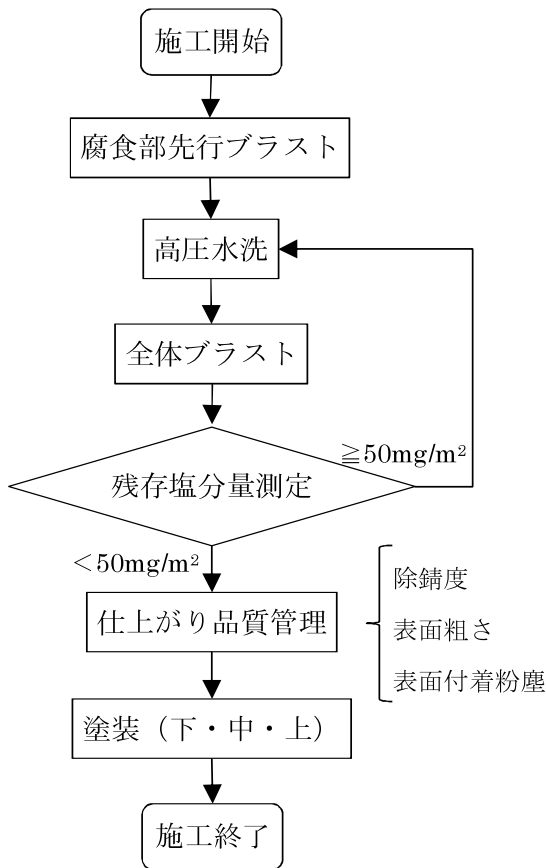 施工開始
腐食部先行ブラスト
高圧水洗
全体ブラスト
≧50mg/m²
残存塩分量測定
＜50mg/m²
仕上がり品質管理
除錆度
表面粗さ
表面付着粉塵
塗装（下・中・上）
施工終了